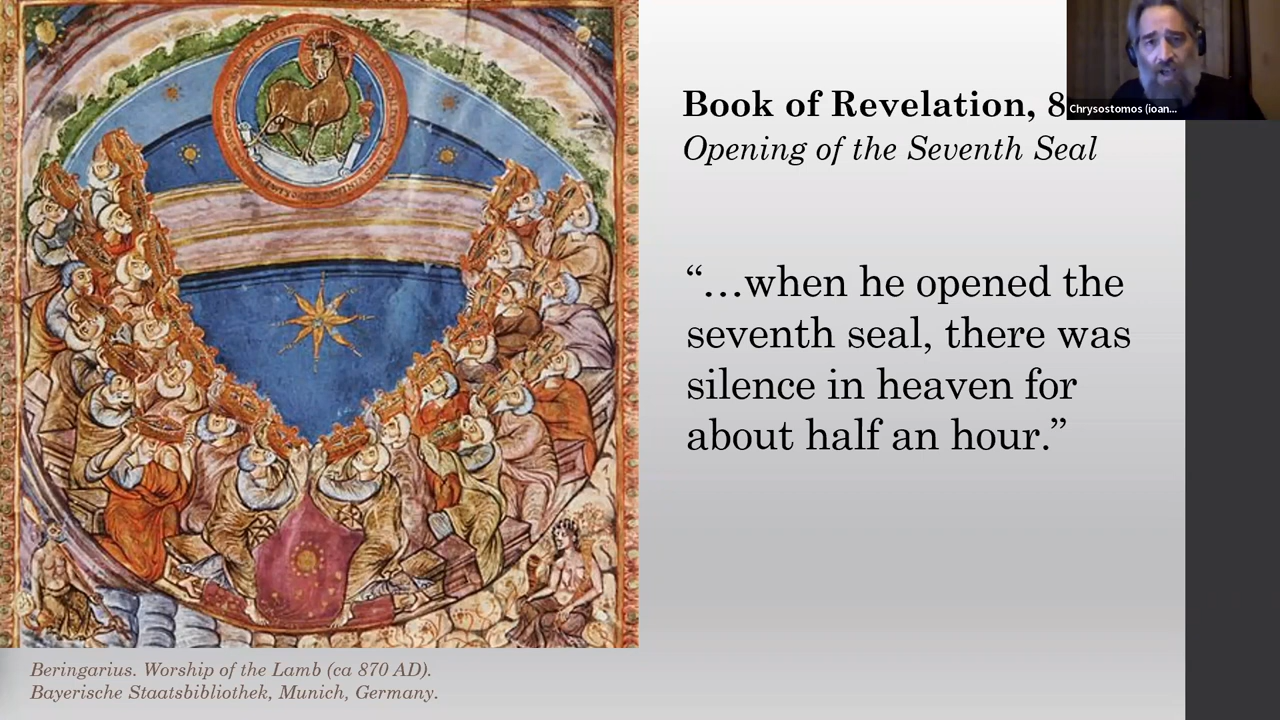 Book of Revelation, 8
Opening of the Seventh Seal
Chrysostomos (ioan...
“…when he opened the
seventh seal, there was
silence in heaven for
about half an hour.”
Beringarius. Worship of the Lamb (ca 870 AD).
Bayerische Staatsbibliothek, Munich, Germany.